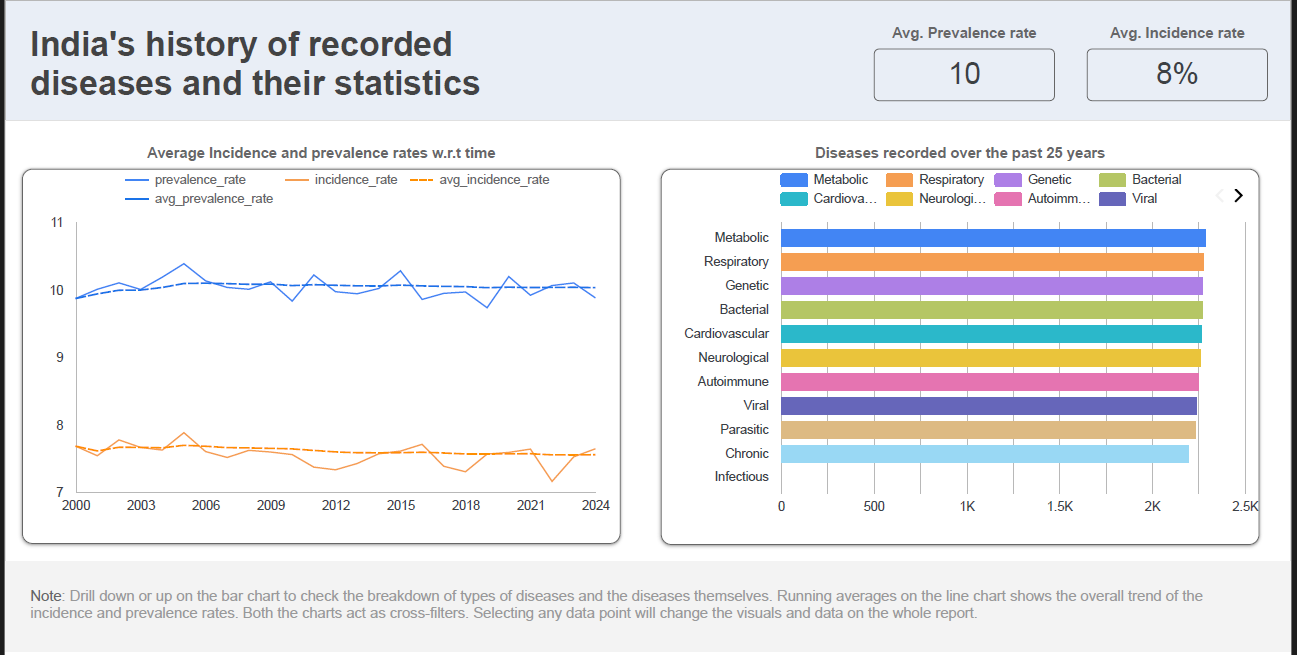 India's history of recorded
diseases and their statistics
Avg. Prevalence rate
10
Avg. Incidence rate
8%
Average Incidence and prevalence rates w.r.t time
prevalence_rate incidence_rate avg_incidence_rate
avg_prevalence_rate
11
10
9
8
7
2000 2003 2006 2009 2012 2015 2018 2021 2024
Diseases recorded over the past 25 years
Metabolic Respiratory Genetic Bacterial
Cardiova... Neurologi... Autoimm... Viral
Metabolic
Respiratory
Genetic
Bacterial
Cardiovascular
Neurological
Autoimmune
Viral
Parasitic
Chronic
Infectious
0 500 1K 1.5K 2K 2.5K
Note: Drill down or up on the bar chart to check the breakdown of types of diseases and the diseases themselves. Running averages on the line chart shows the overall trend of the
incidence and prevalence rates. Both the charts act as cross-filters. Selecting any data point will change the visuals and data on the whole report.